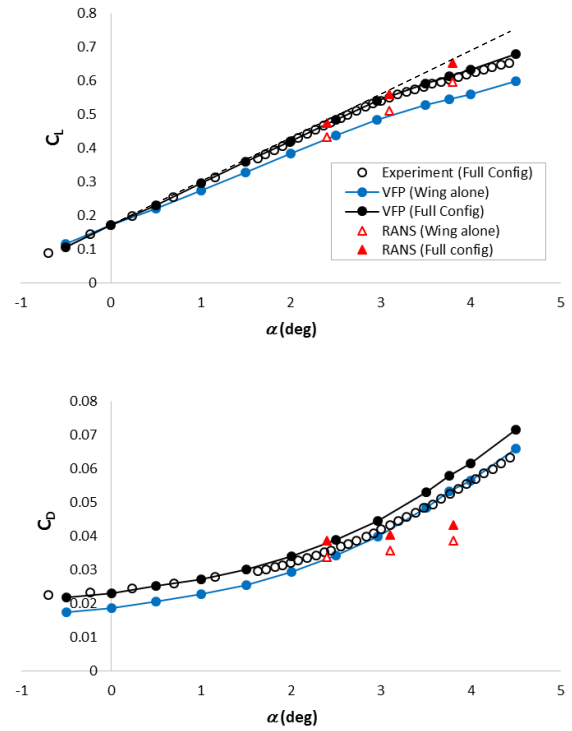 0.8
0.7
0.6
0.5
0.4
0.3
0.2
0.1
0
C_L
Experiment (Full Config)
VFP (Wing alone)
VFP (Full Config)
RANS (Wing alone)
RANS (Full config)
-1 0 1 2 3 4 5
α (deg)
0.08
0.07
0.06
0.05
0.04
0.03
0.02
0.01
0
C_D
-1 0 1 2 3 4 5
α (deg)